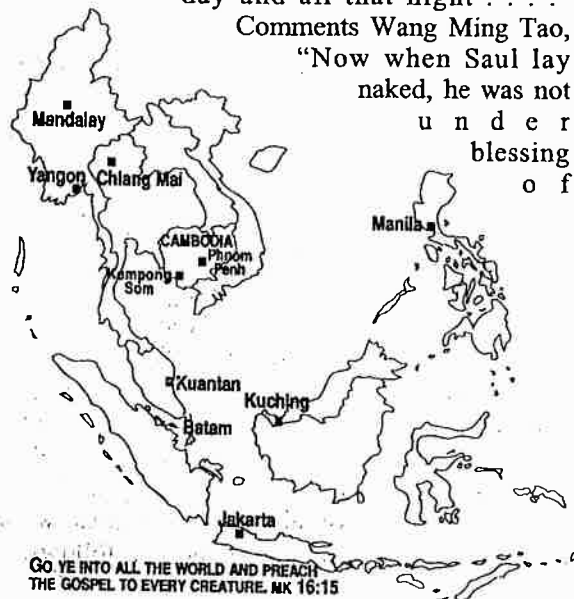 day and all that night . . . .
Comments Wang Ming Tao,
“Now when Saul lay
naked, he was not
u n d e r
blessing
o f
Mandalay
Yangon
Chiang Mai
Manila
CAMBODIA
Phnom
Penh
Kompong
Som
Kuantan
Kuching
Batam
Jakarta
GO YE INTO ALL THE WORLD AND PREACH
THE GOSPEL TO EVERY CREATURE. MK 16:15